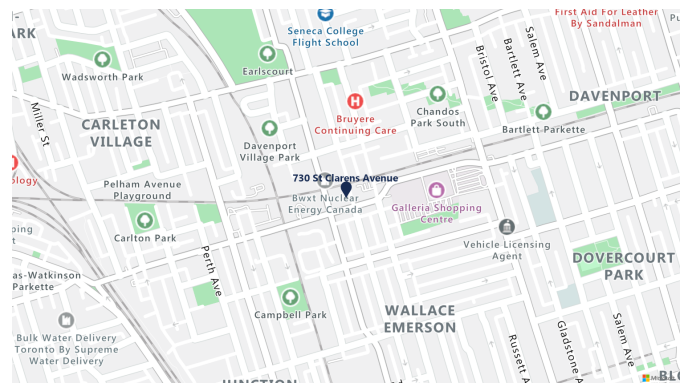 First Aid For Leather
By Sandalman
ARK
Seneca College
Flight School
Salem Ave
Bartlett Ave
Bristol Ave
Wadsworth Park
Earlscourt
DAVENPORT
Miller St
Bruyere
Continuing Care
Chandos
Park South
Bartlett-Parkette
CARLETON
VILLAGE
Davenport
Village Park
ology
730 St Clarens Avenue
Pelham Avenue
Playground
Bwxt Nuclear
Energy Canada
Galleria Shopping
Centre
ping
Carlton Park
Vehicle Licensing
Agent
Perth Ave
DOVERCOURT
PARK
as-Watkinson
Parkette
Campbell Park
WALLACE
EMERSON
Bulk Water Delivery
Toronto By Supreme
Water Delivery
Russett A
Gladstone A
Salem Ave
JUNCTION
BLO